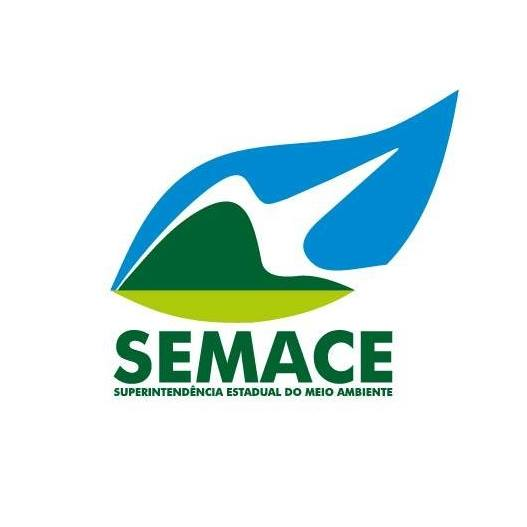 SEMACE
SUPERINTENDÊNCIA ESTADUAL DO MEIO AMBIENTE